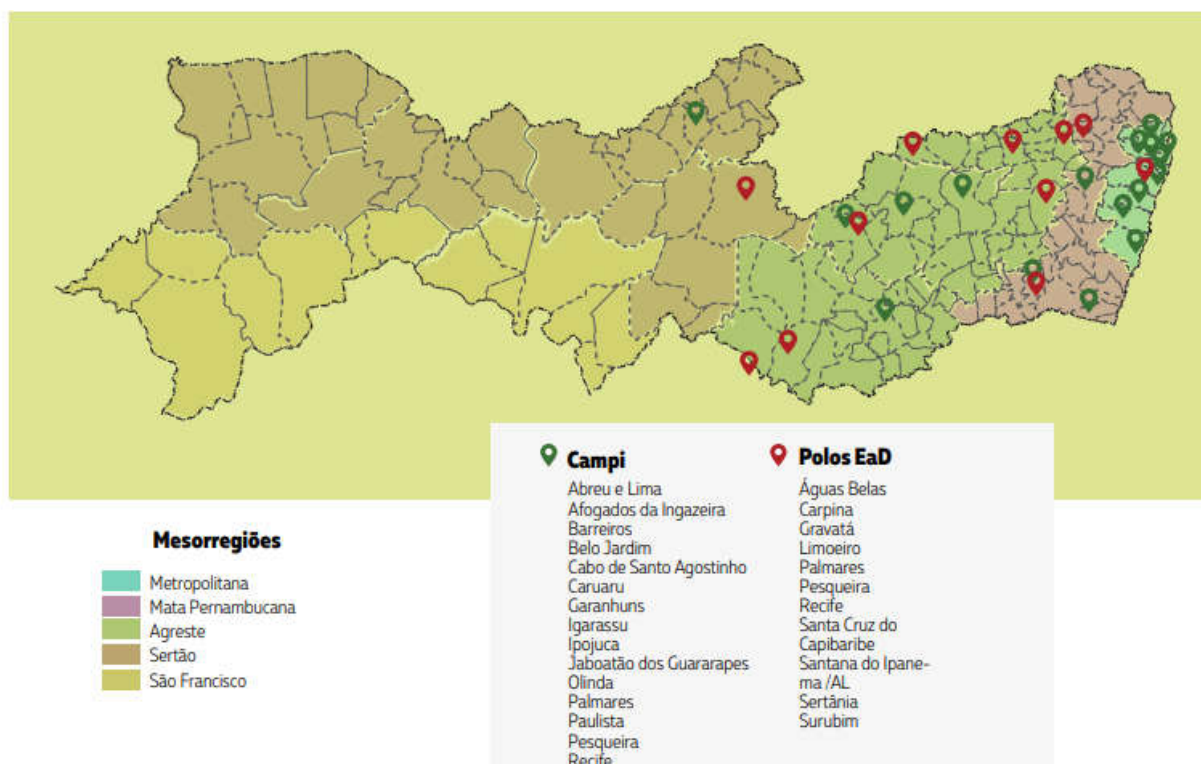 Mesorregiões
Metropolitana
Mata Pernambucana
Agreste
Sertão
São Francisco
Campi
Abreu e Lima
Afogados da Ingazeira
Barreiros
Belo Jardim
Cabo de Santo Agostinho
Caruaru
Garanhuns
Igarassu
Ipojuca
Jaboatão dos Guararapes
Olinda
Palmares
Paulista
Pesqueira
Recife
Polos EaD
Águas Belas
Carpina
Gravatá
Limoeiro
Palmares
Pesqueira
Recife
Santa Cruz do
Capibaribe
Santana do Ipane-
ma /AL
Sertânia
Surubim